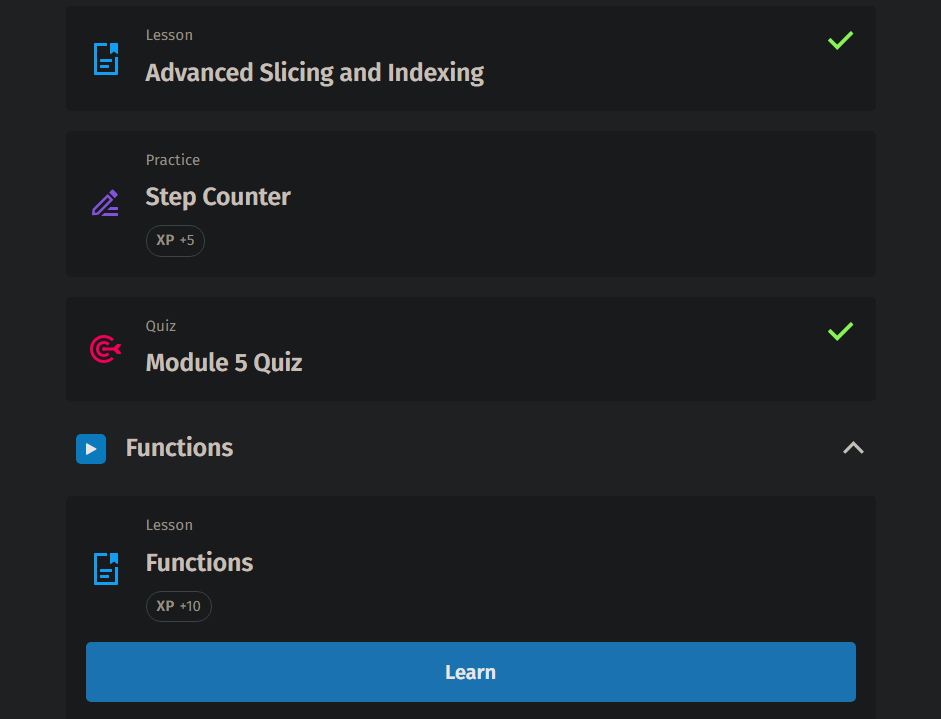 Lesson
Advanced Slicing and Indexing
Practice
Step Counter
XP +5
Quiz
Module 5 Quiz
Functions
Lesson
Functions
XP +10
Learn